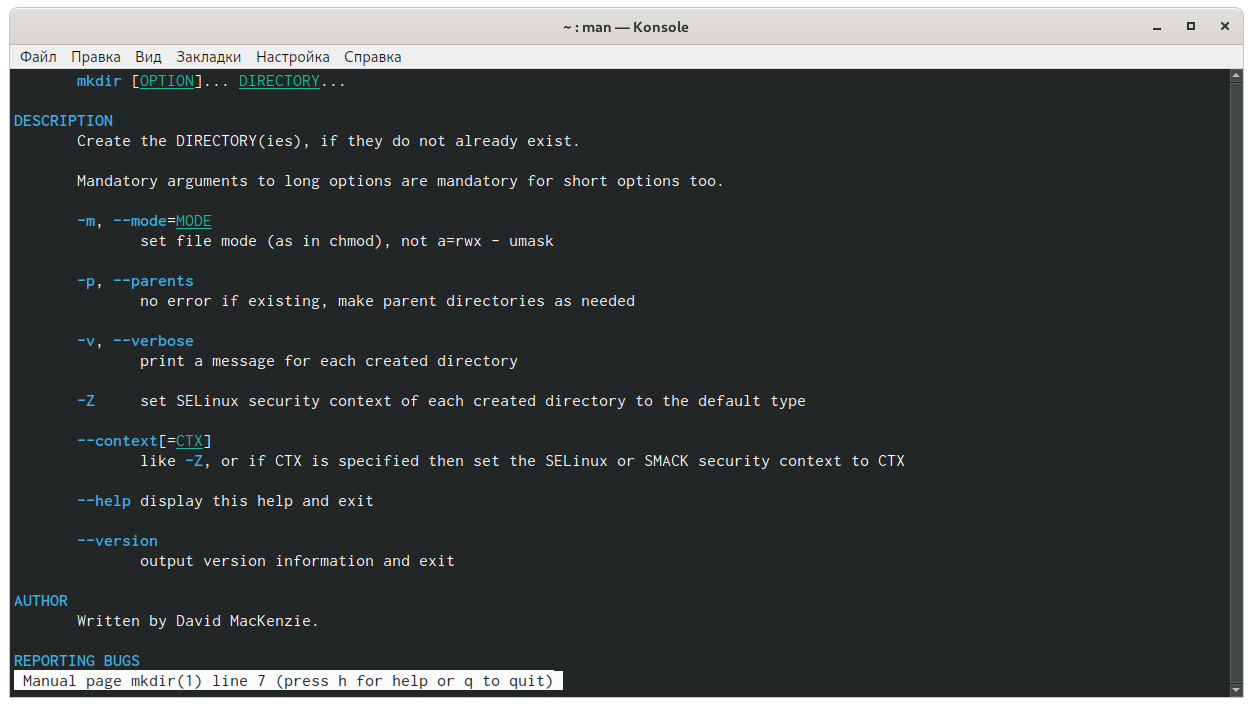 ~ : man — Konsole
Файл Правка Вид Закладки Настройка Справка
mkdir [OPTION]... DIRECTORY...
DESCRIPTION
Create the DIRECTORY(ies), if they do not already exist.
Mandatory arguments to long options are mandatory for short options too.
-m, --mode=MODE
set file mode (as in chmod), not a=rwx - umask
-p, --parents
no error if existing, make parent directories as needed
-v, --verbose
print a message for each created directory
-Z set SELinux security context of each created directory to the default type
--context[=CTX]
like -Z, or if CTX is specified then set the SELinux or SMACK security context to CTX
--help display this help and exit
--version
output version information and exit
AUTHOR
Written by David MacKenzie.
REPORTING BUGS
Manual page mkdir(1) line 7 (press h for help or q to quit)